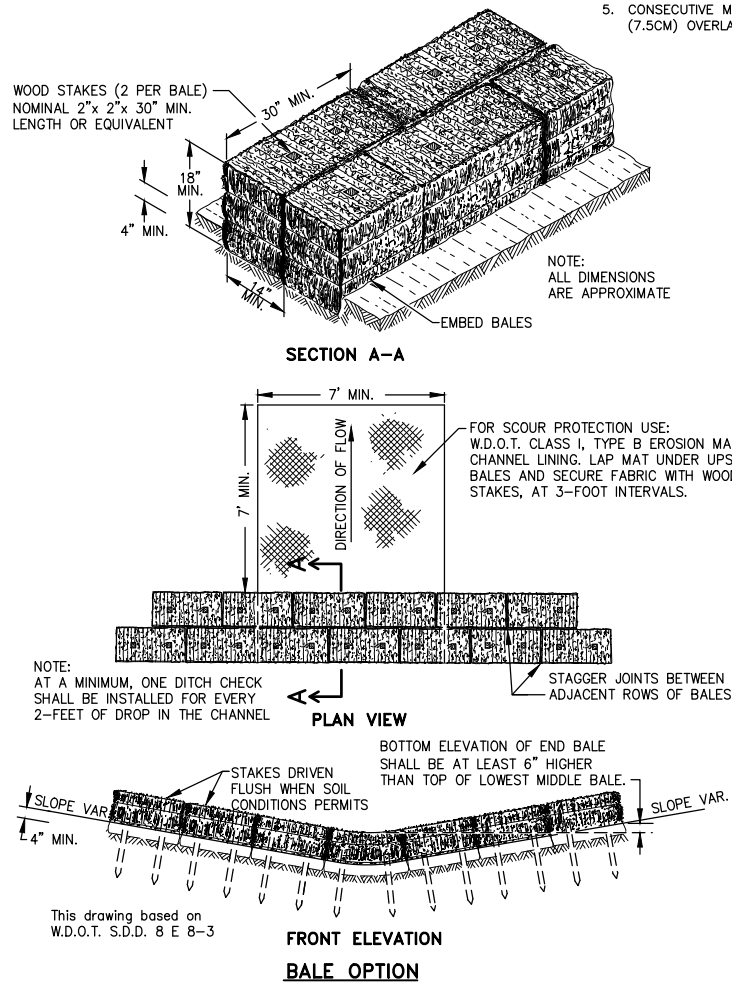 5. CONSECUTIVE M
(7.5CM) OVERLA
WOOD STAKES (2 PER BALE)
NOMINAL 2"x 2"x 30" MIN.
LENGTH OR EQUIVALENT
30" MIN.
18"
MIN.
4" MIN.
14"
MIN.
NOTE:
ALL DIMENSIONS
ARE APPROXIMATE
EMBED BALES
SECTION A-A
7' MIN.
7' MIN.
DIRECTION OF FLOW
FOR SCOUR PROTECTION USE:
W.D.O.T. CLASS I, TYPE B EROSION MA
CHANNEL LINING. LAP MAT UNDER UPS
BALES AND SECURE FABRIC WITH WOOD
STAKES, AT 3-FOOT INTERVALS.
A
NOTE:
AT A MINIMUM, ONE DITCH CHECK
SHALL BE INSTALLED FOR EVERY
2-FEET OF DROP IN THE CHANNEL
A
STAGGER JOINTS BETWEEN
ADJACENT ROWS OF BALES
PLAN VIEW
BOTTOM ELEVATION OF END BALE
SHALL BE AT LEAST 6" HIGHER
THAN TOP OF LOWEST MIDDLE BALE.
STAKES DRIVEN
FLUSH WHEN SOIL
CONDITIONS PERMITS
SLOPE VAR.
SLOPE VAR.
4" MIN.
This drawing based on
W.D.O.T. S.D.D. 8 E 8-3
FRONT ELEVATION
BALE OPTION